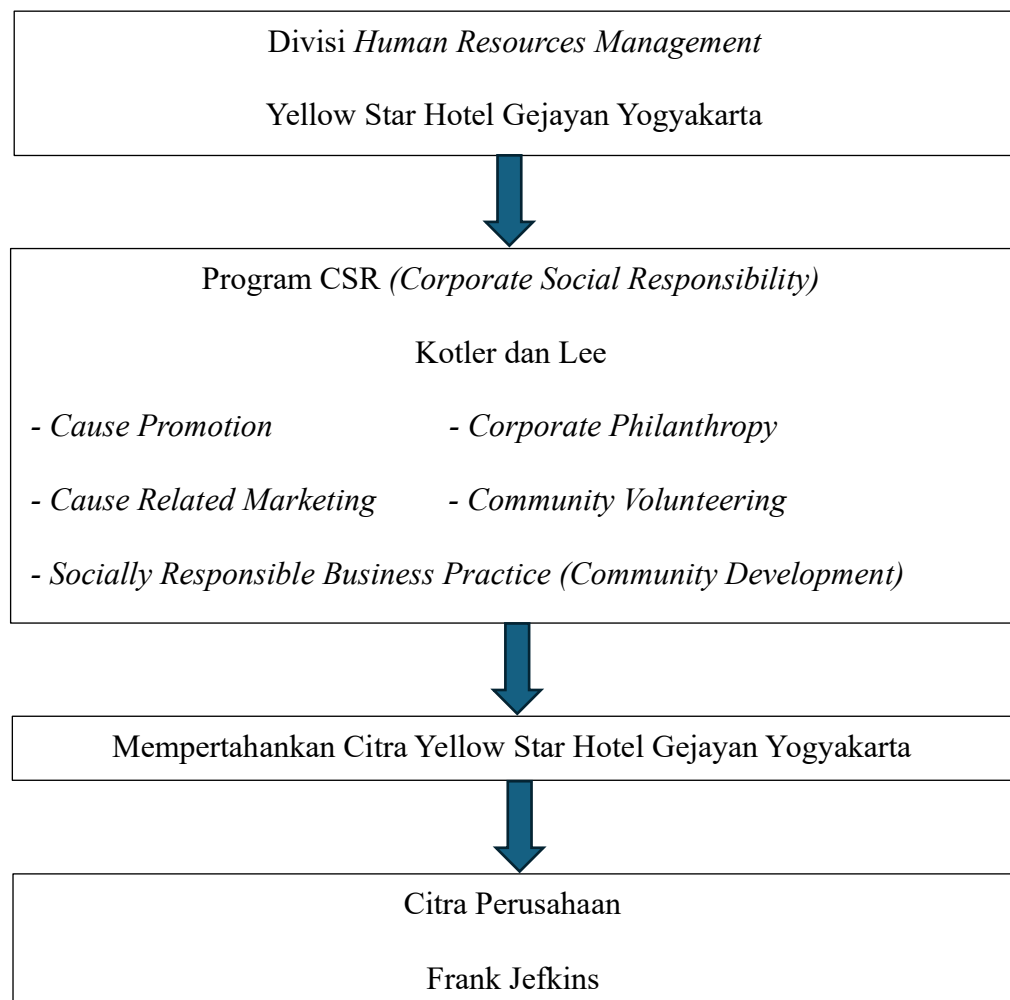 Divisi Human Resources Management
Yellow Star Hotel Gejayan Yogyakarta
Program CSR (Corporate Social Responsibility)
Kotler dan Lee
- Cause Promotion - Corporate Philanthropy
- Cause Related Marketing - Community Volunteering
- Socially Responsible Business Practice (Community Development)
Mempertahankan Citra Yellow Star Hotel Gejayan Yogyakarta
Citra Perusahaan
Frank Jefkins